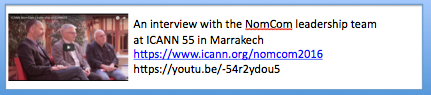 An interview with the NomCom leadership team
at ICANN 55 in Marrakech
https://www.icann.org/nomcom2016
https://youtu.be/-54r2ydou5